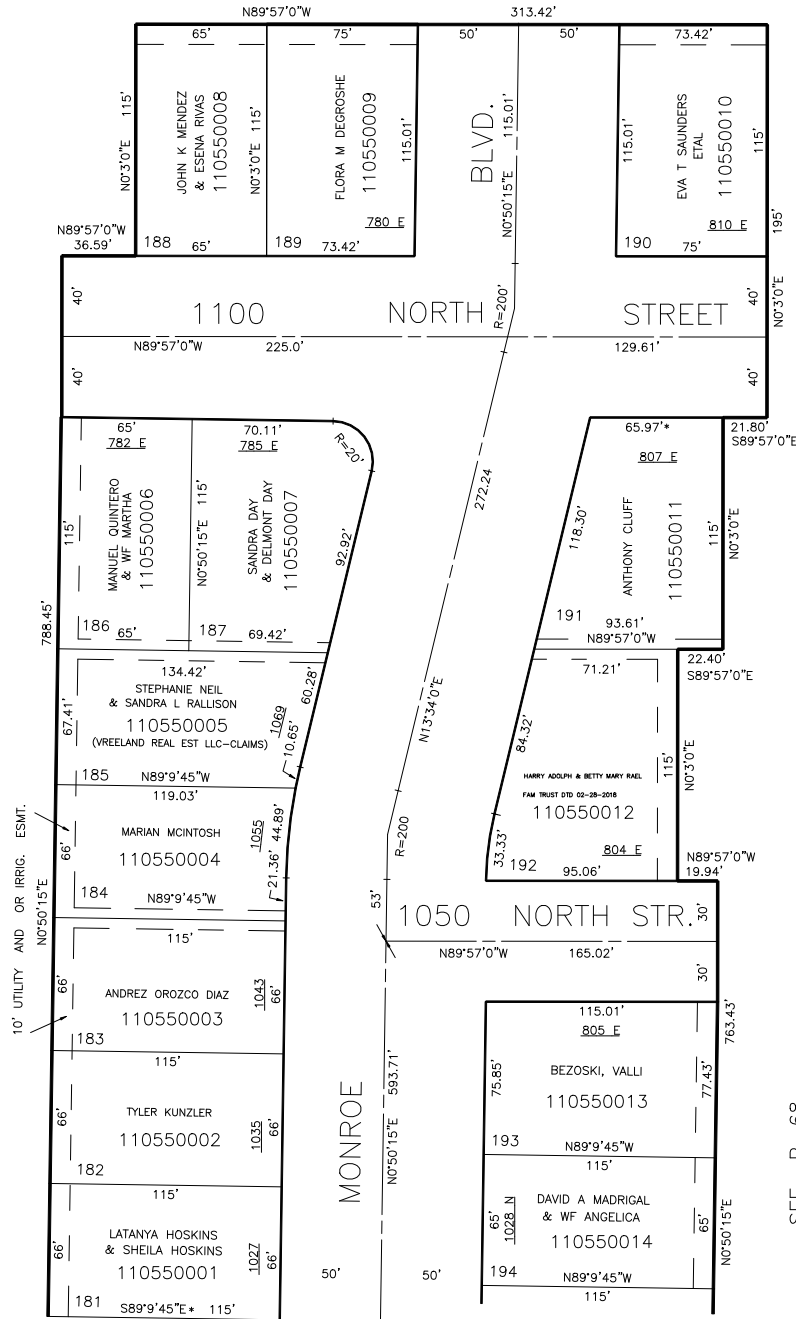 N89°57'0"W 313.42'
65' 75' 50' 50' 73.42'
N0°3'0"E 115'
JOHN K MENDEZ
& ESENA RIVAS
110550008
N0°3'0"E 115'
FLORA M DEGROSHE
110550009
115.01'
780 E
BLVD.
N0°50'15"E 115.01'
115.01'
EVA T SAUNDERS
ETAL
110550010
115'
810 E
195'
N89°57'0"W
36.59'
188 65' 189 73.42' 190 75'
40'
1100 NORTH STREET
R=200'
40'
N0°3'0"E
N89°57'0"W 225.0' 129.61'
40' 40'
65' 70.11' 65.97'* 21.80'
782 E 785 E S89°57'0"E
R=20'
807 E
115'
MANUEL QUINTERO
& WF MARTHA
110550006
N0°50'15"E 115'
SANDRA DAY
& DELMONT DAY
110550007
92.92'
272.24
118.30'
ANTHONY CLUFF
110550011
115'
N0°3'0"E
186 65' 187 69.42'
191 93.61'
N89°57'0"W
788.45'
22.40'
S89°57'0"E
134.42'
71.21'
67.41'
STEPHANIE NEIL
& SANDRA L RALLISON
110550005
(VREELAND REAL EST LLC-CLAIMS)
1069
60.28'
10.65'
185 N89°9'45"W
N13°34'0"E
84.32'
HARRY ADOLPH & BETTY MARY RAEL
FAM TRUST DTD 02-28-2018
110550012
115'
N0°3'0"E
804 E
33.33'
192 95.06'
N89°57'0"W
19.94'
119.03'
66'
MARIAN MCINTOSH
110550004
1055
44.89'
21.36'
184 N89°9'45"W
R=200
10' UTILITY AND OR IRRIG. ESMT.
N0°50'15"E
53'
1050 NORTH STR.
30'
N89°57'0"W 165.02'
30'
115'
66'
ANDREZ OROZCO DIAZ
110550003
1043
66'
183
115.01'
805 E
75.85'
BEZOSKI, VALLI
110550013
77.43'
763.43'
193 N89°9'45"W
115'
66'
TYLER KUNZLER
110550002
1035
66'
182
MONROE
N0°50'15"E 593.71'
115'
65'
1028 N
DAVID A MADRIGAL
& WF ANGELICA
110550014
65'
N0°50'15"E
194 N89°9'45"W
115'
115'
66'
LATANYA HOSKINS
& SHEILA HOSKINS
110550001
1027
66'
181 S89°9'45"E* 115'
50' 50'